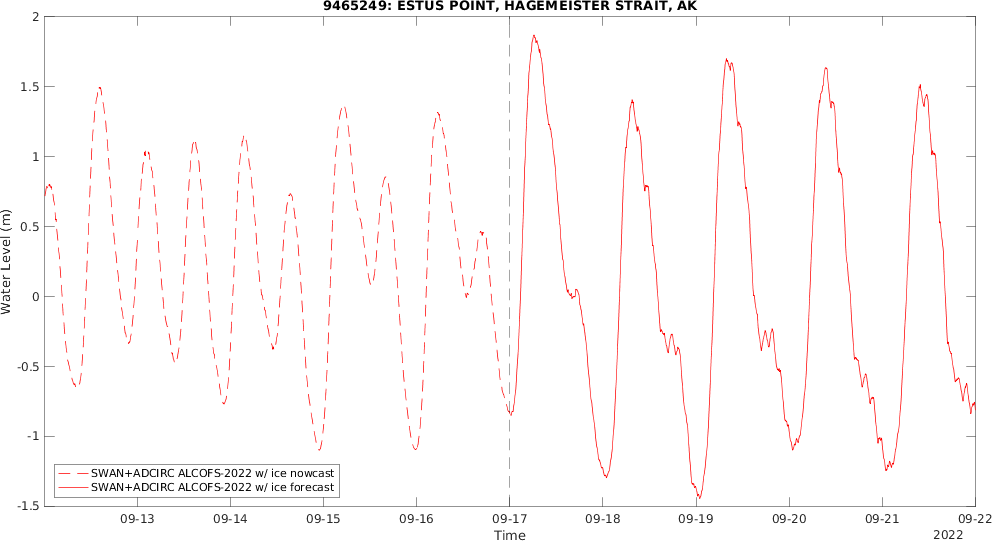 9465249: ESTUS POINT, HAGEMEISTER STRAIT, AK
2
1.5
1
0.5
0
-0.5
-1
-1.5
Water Level (m)
SWAN+ADCIRC ALCOFS-2022 w/ ice nowcast
SWAN+ADCIRC ALCOFS-2022 w/ ice forecast
09-13 09-14 09-15 09-16 09-17 09-18 09-19 09-20 09-21 09-22
Time
2022